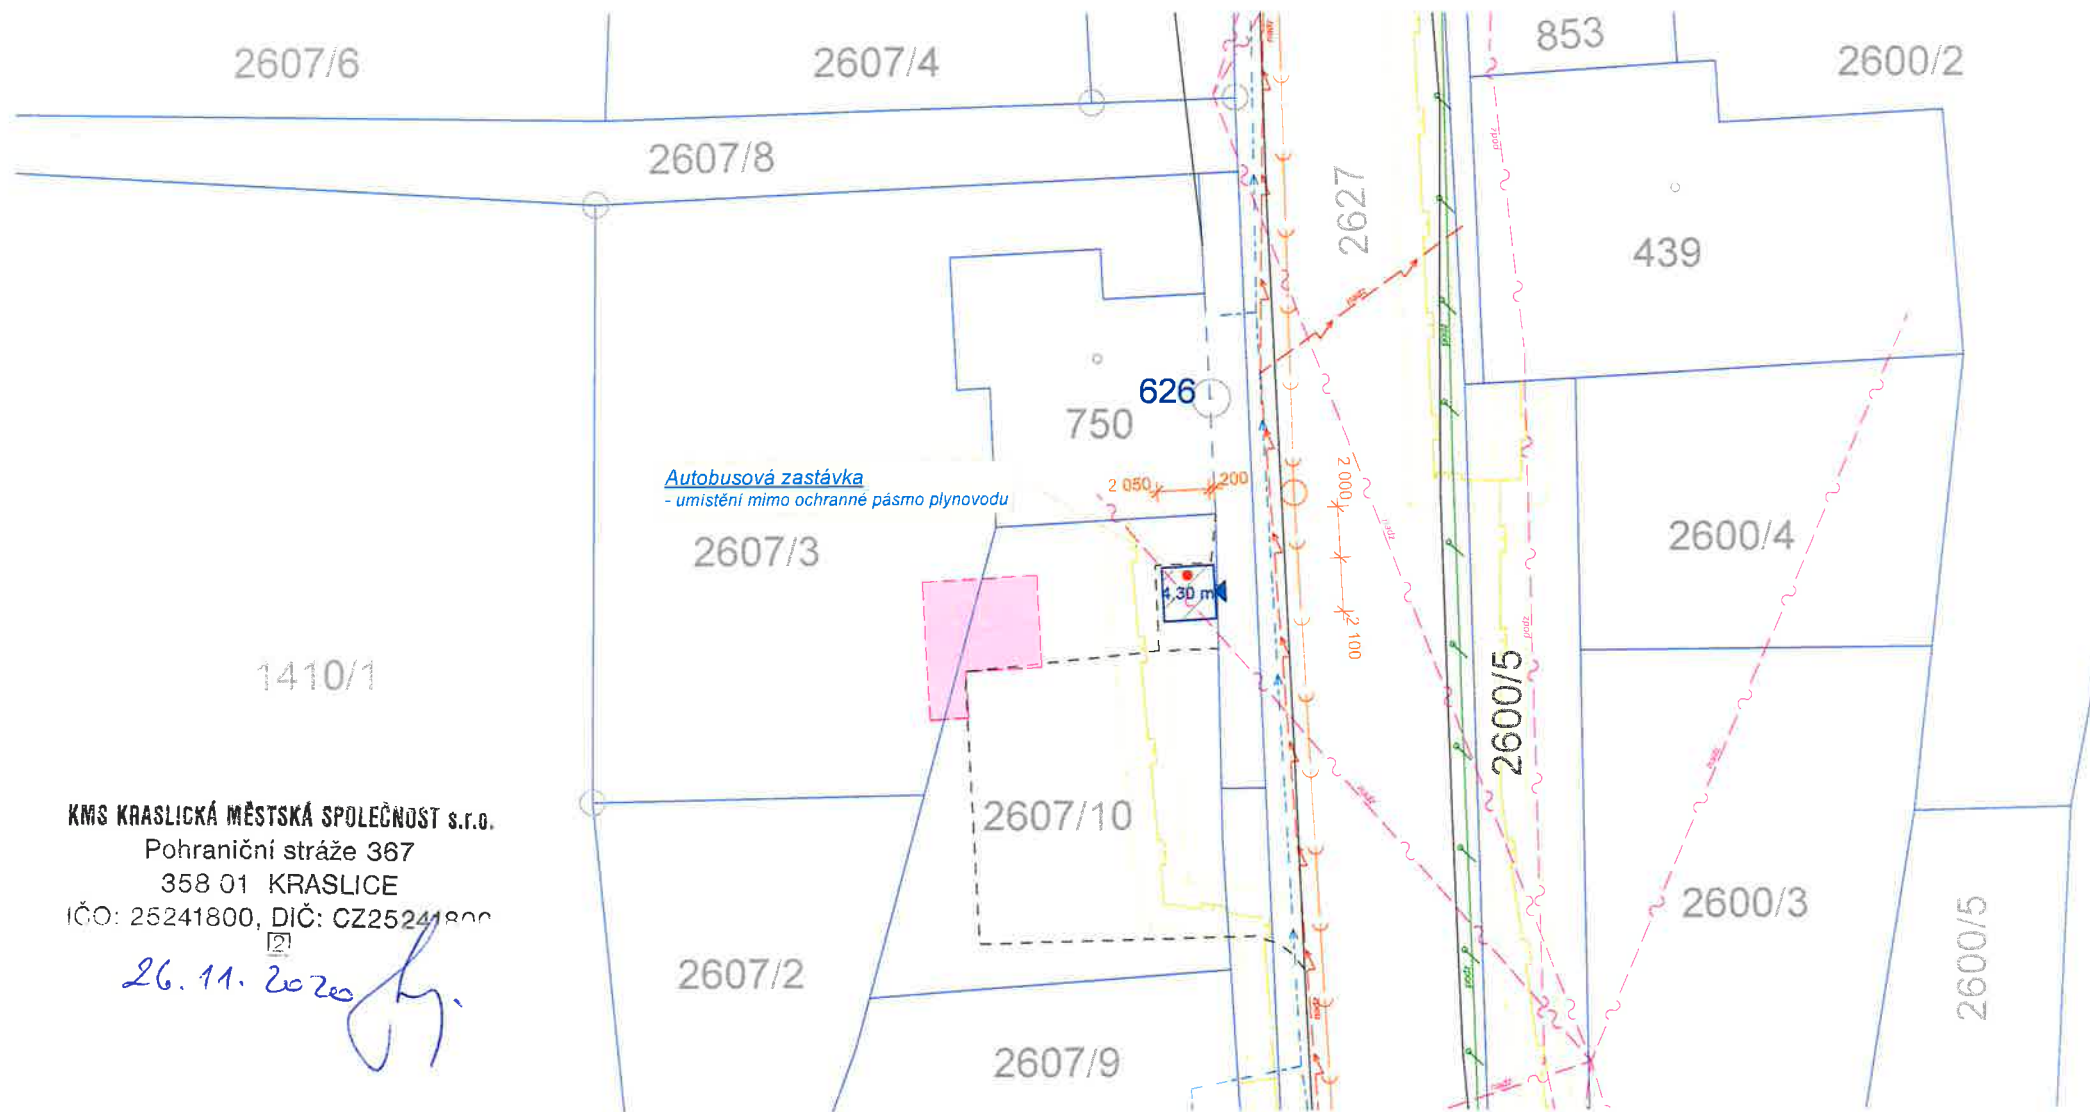 2607/6
2607/4
853
2600/2
2607/8
2627
439
626
750
Autobusová zastávka
- umístění mimo ochranné pásmo plynovodu
2 050
200
2 000
2 100
2607/3
2600/4
4,30 m
1410/1
2600/5
2607/10
KMS KRASLICKÁ MĚSTSKÁ SPOLEČNOST s.r.o.
Pohraniční stráže 367
358 01 KRASLICE
IČO: 25241800, DIČ: CZ25241800
2
26. 11. 2020
2600/3
2600/5
2607/2
2607/9